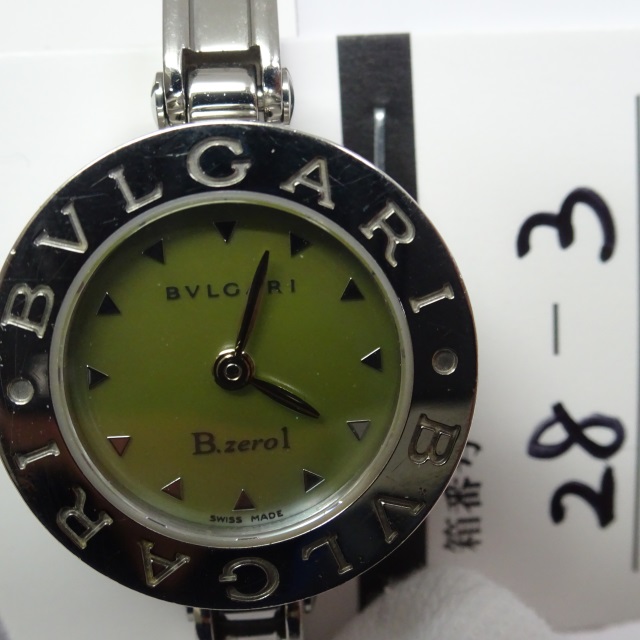 BVLGARI
BVLGARI
BVLGARI
B.zero1
SWISS MADE
28-3
箱番号